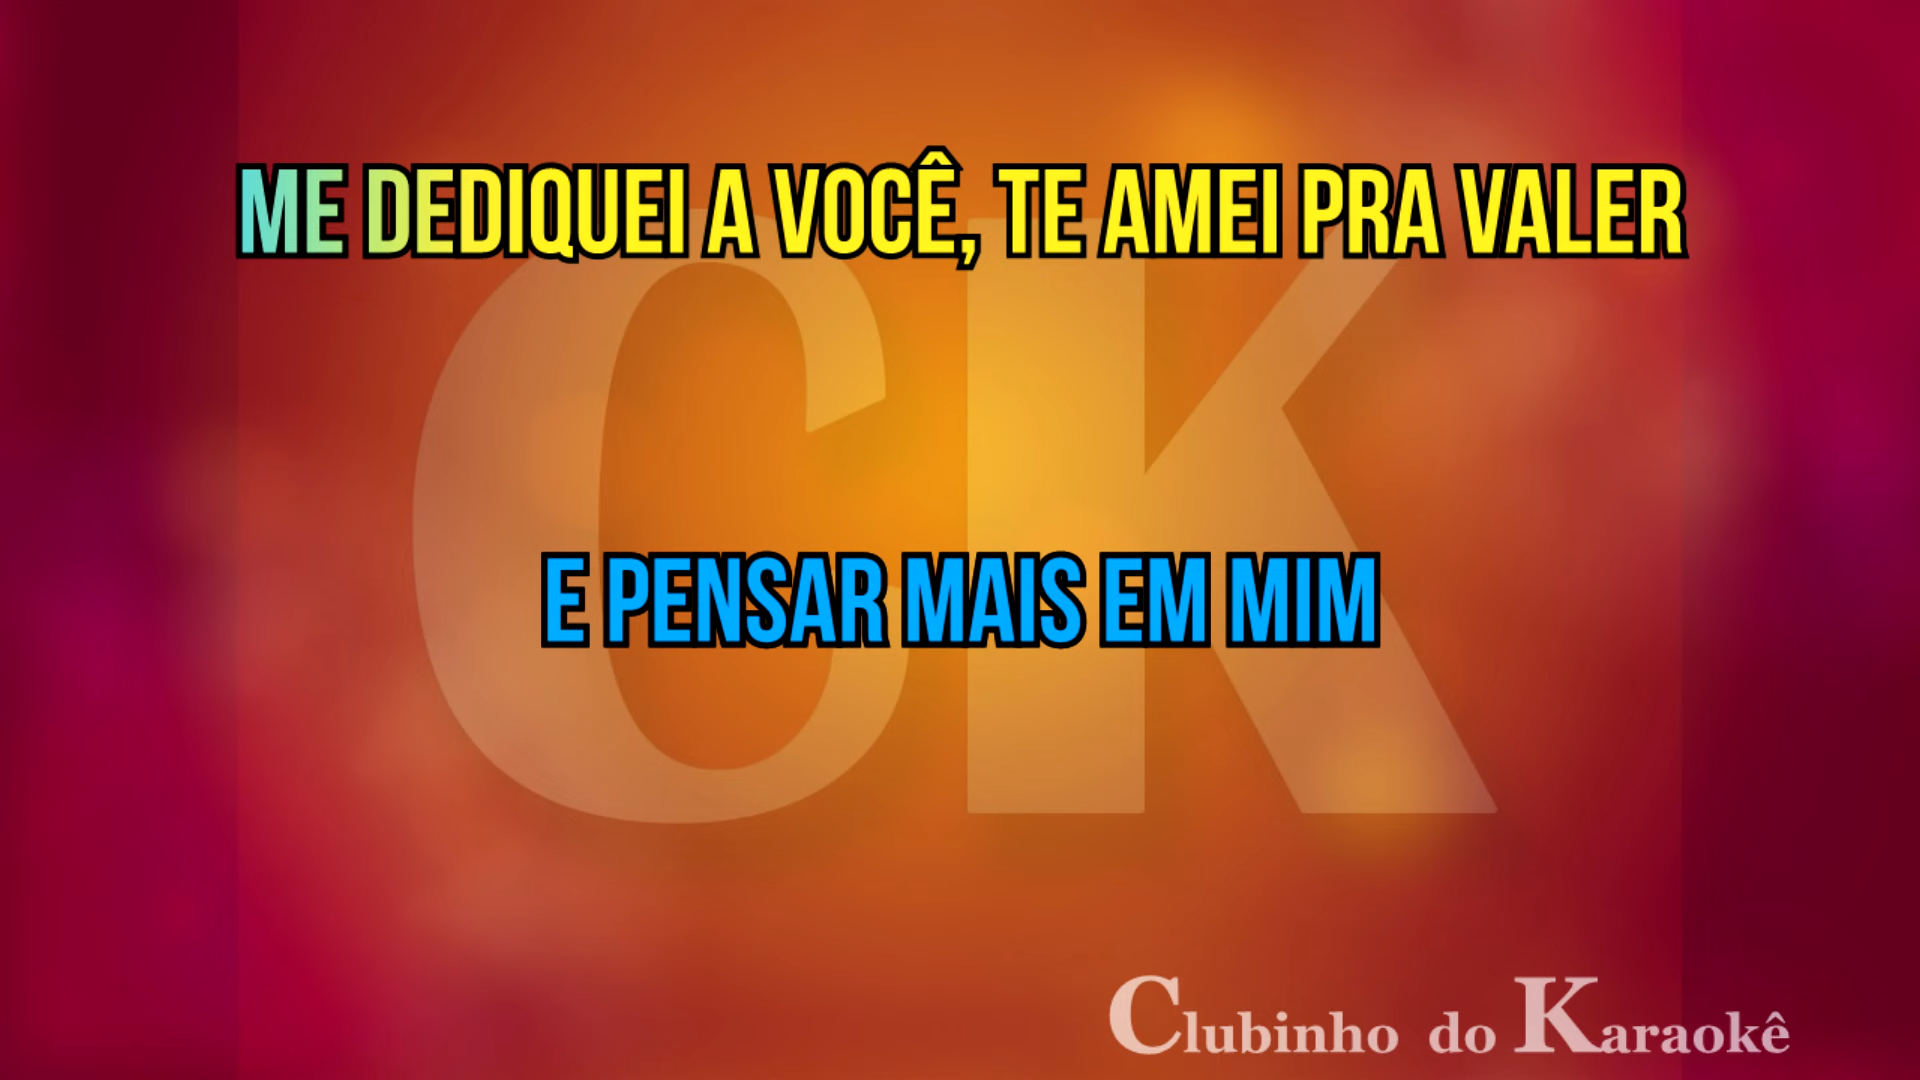 ME DEDIQUEI A VOCÊ, TE AMEI PRA VALER
CK
E PENSAR MAIS EM MIM
Clubinho do Karaokê